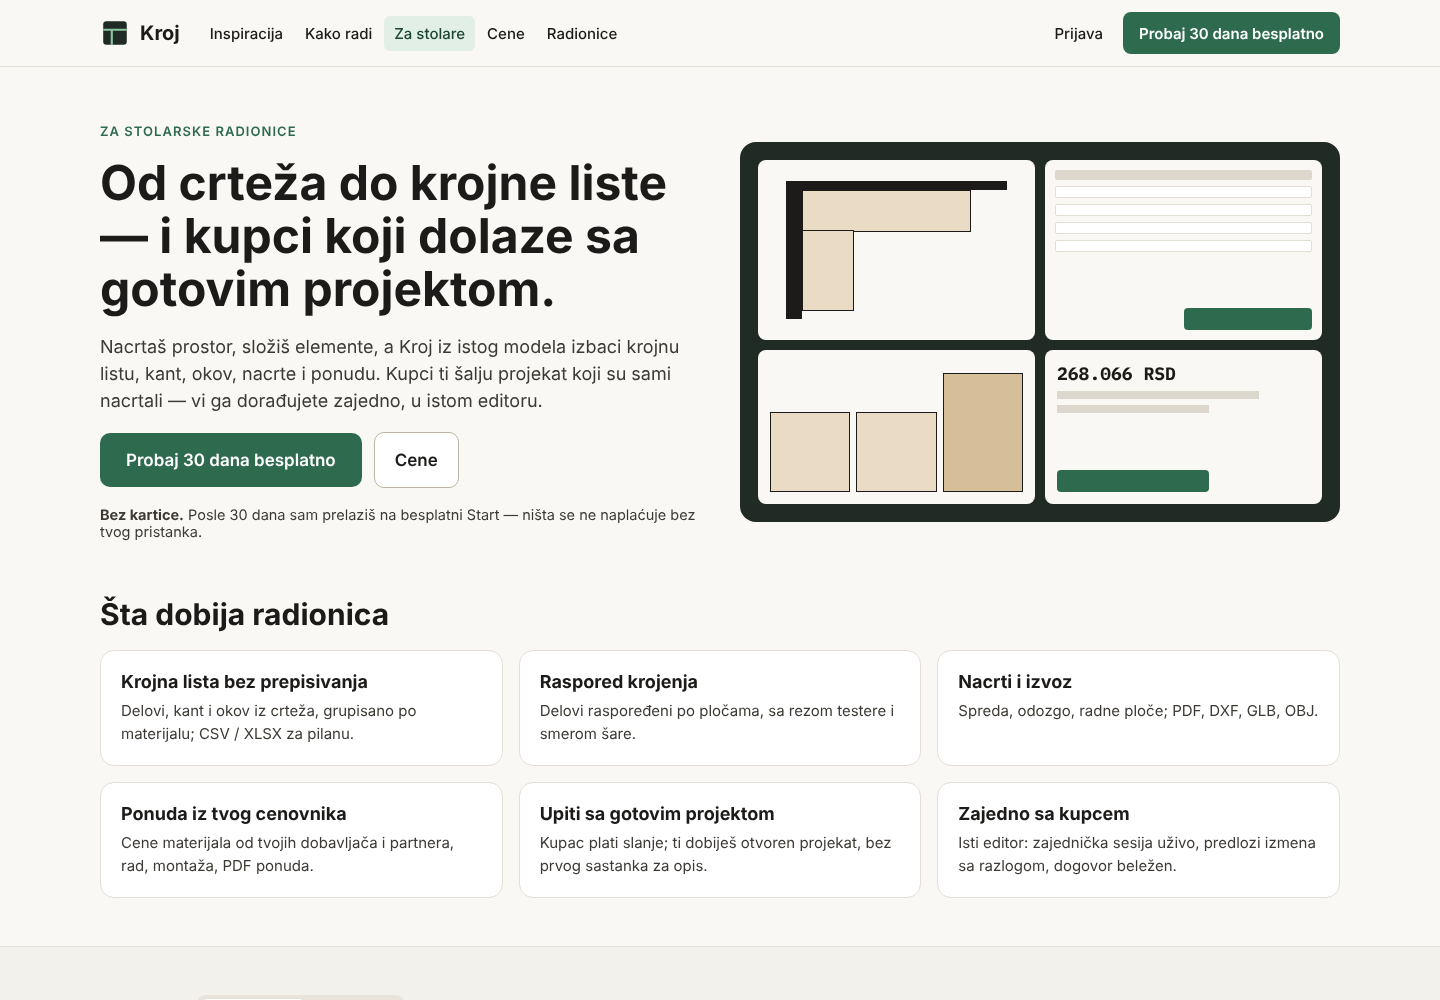 Kroj
Inspiracija
Kako radi
Za stolare
Cene
Radionice
Prijava
Probaj 30 dana besplatno
ZA STOLARSKE RADIONICE
Od crteža do krojne liste
— i kupci koji dolaze sa
gotovim projektom.
Nacrtaš prostor, složiš elemente, a Kroj iz istog modela izbaci krojnu
listu, kant, okov, nacrte i ponudu. Kupci ti šalju projekat koji su sami
nacrtali — vi ga dorađujete zajedno, u istom editoru.
Probaj 30 dana besplatno
Cene
Bez kartice. Posle 30 dana sam prelaziš na besplatni Start — ništa se ne naplaćuje bez
tvog pristanka.
268.066 RSD
Šta dobija radionica
Krojna lista bez prepisivanja
Delovi, kant i okov iz crteža, grupisano po
materijalu; CSV / XLSX za pilanu.
Raspored krojenja
Delovi raspoređeni po pločama, sa rezom testere i
smerom šare.
Nacrti i izvoz
Spreda, odozgo, radne ploče; PDF, DXF, GLB, OBJ.
Ponuda iz tvog cenovnika
Cene materijala od tvojih dobavljača i partnera,
rad, montaža, PDF ponuda.
Upiti sa gotovim projektom
Kupac plati slanje; ti dobiješ otvoren projekat, bez
prvog sastanka za opis.
Zajedno sa kupcem
Isti editor: zajednička sesija uživo, predlozi izmena
sa razlogom, dogovor beležen.